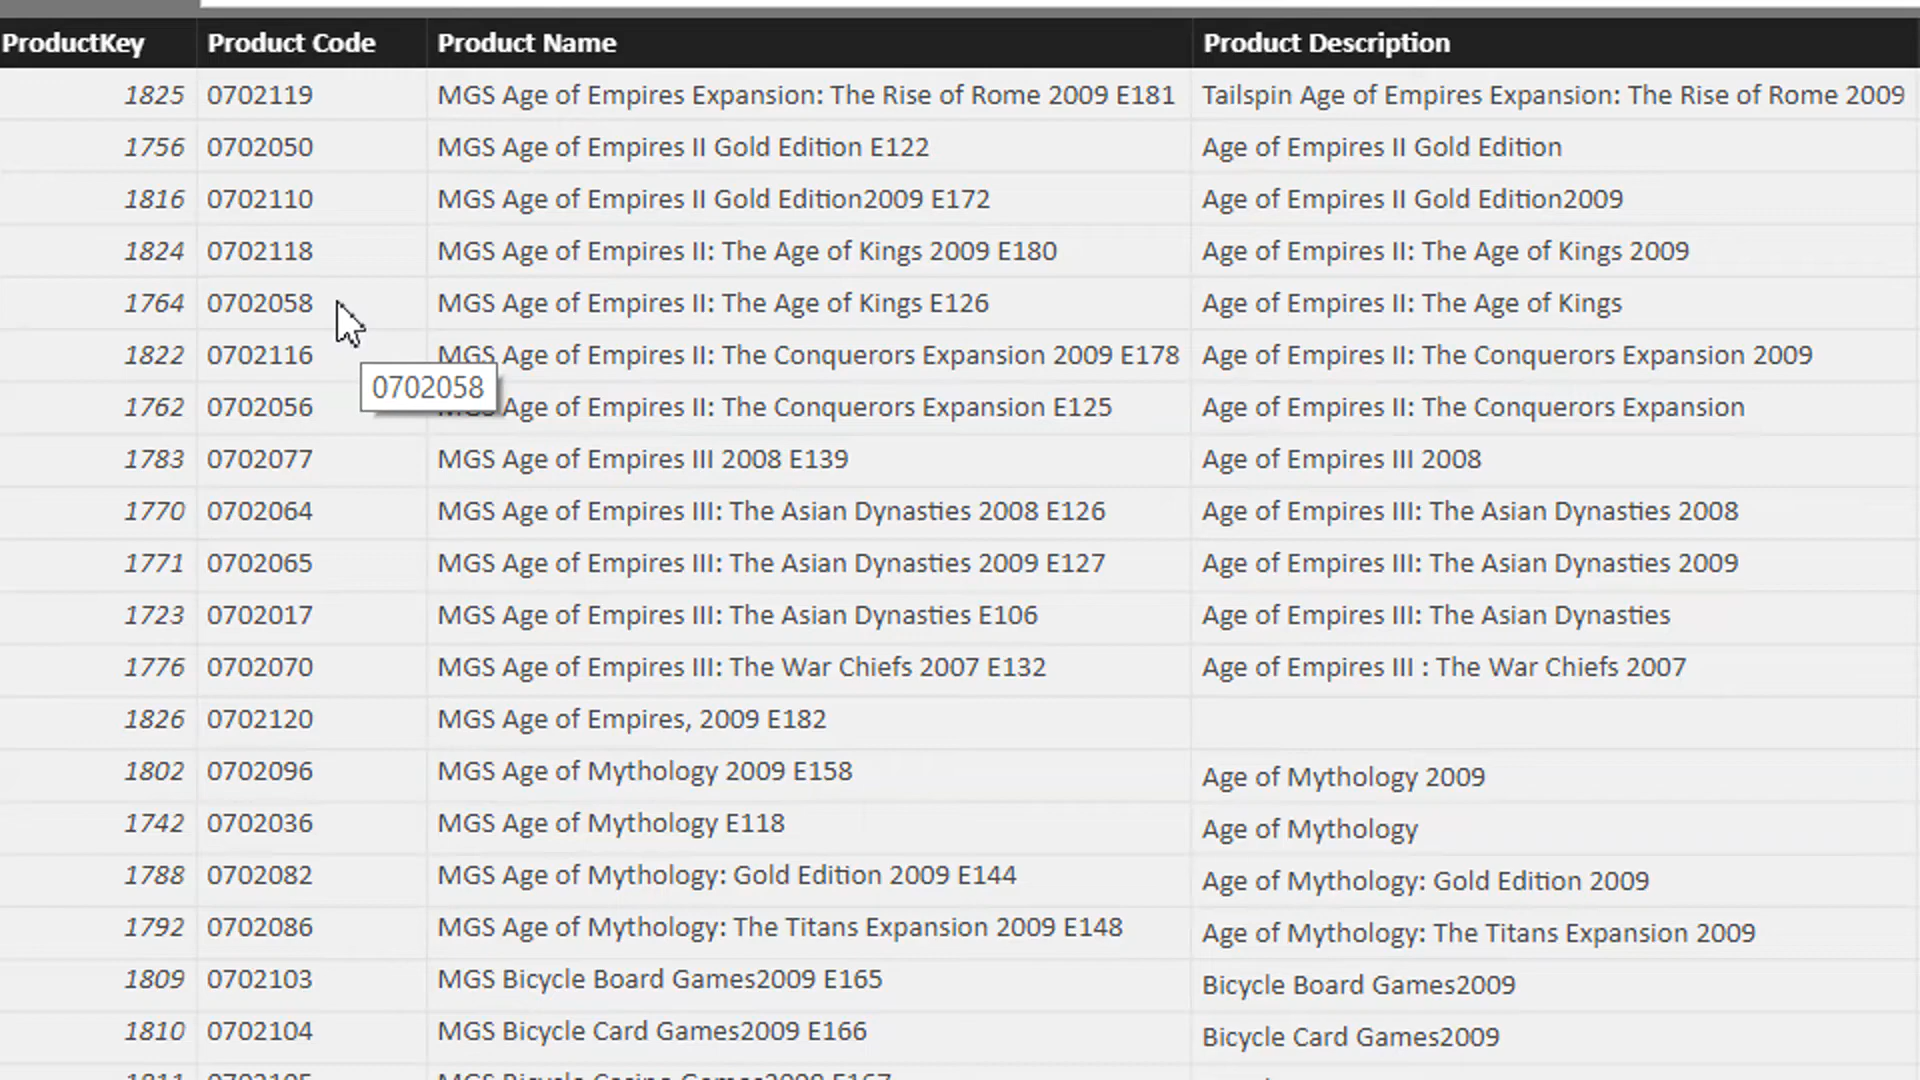 ProductKey Product Code Product Name Product Description
1825 0702119 MGS Age of Empires Expansion: The Rise of Rome 2009 E181 Tailspin Age of Empires Expansion: The Rise of Rome 2009
1756 0702050 MGS Age of Empires II Gold Edition E122 Age of Empires II Gold Edition
1816 0702110 MGS Age of Empires II Gold Edition2009 E172 Age of Empires II Gold Edition2009
1824 0702118 MGS Age of Empires II: The Age of Kings 2009 E180 Age of Empires II: The Age of Kings 2009
1764 0702058 MGS Age of Empires II: The Age of Kings E126 Age of Empires II: The Age of Kings
1822 0702116 MGS Age of Empires II: The Conquerors Expansion 2009 E178 Age of Empires II: The Conquerors Expansion 2009
0702058
1762 0702056 Age of Empires II: The Conquerors Expansion E125 Age of Empires II: The Conquerors Expansion
1783 0702077 MGS Age of Empires III 2008 E139 Age of Empires III 2008
1770 0702064 MGS Age of Empires III: The Asian Dynasties 2008 E126 Age of Empires III: The Asian Dynasties 2008
1771 0702065 MGS Age of Empires III: The Asian Dynasties 2009 E127 Age of Empires III: The Asian Dynasties 2009
1723 0702017 MGS Age of Empires III: The Asian Dynasties E106 Age of Empires III: The Asian Dynasties
1776 0702070 MGS Age of Empires III: The War Chiefs 2007 E132 Age of Empires III : The War Chiefs 2007
1826 0702120 MGS Age of Empires, 2009 E182
1802 0702096 MGS Age of Mythology 2009 E158 Age of Mythology 2009
1742 0702036 MGS Age of Mythology E118 Age of Mythology
1788 0702082 MGS Age of Mythology: Gold Edition 2009 E144 Age of Mythology: Gold Edition 2009
1792 0702086 MGS Age of Mythology: The Titans Expansion 2009 E148 Age of Mythology: The Titans Expansion 2009
1809 0702103 MGS Bicycle Board Games2009 E165 Bicycle Board Games2009
1810 0702104 MGS Bicycle Card Games2009 E166 Bicycle Card Games2009